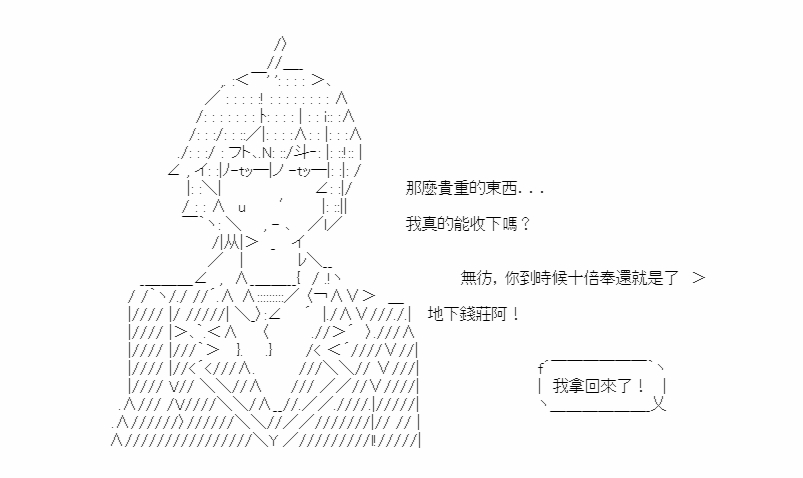 那麼貴重的東西...
我真的能收下嗎？
無彷，你到時候十倍奉還就是了 ＞
地下錢莊阿！
我拿回來了！